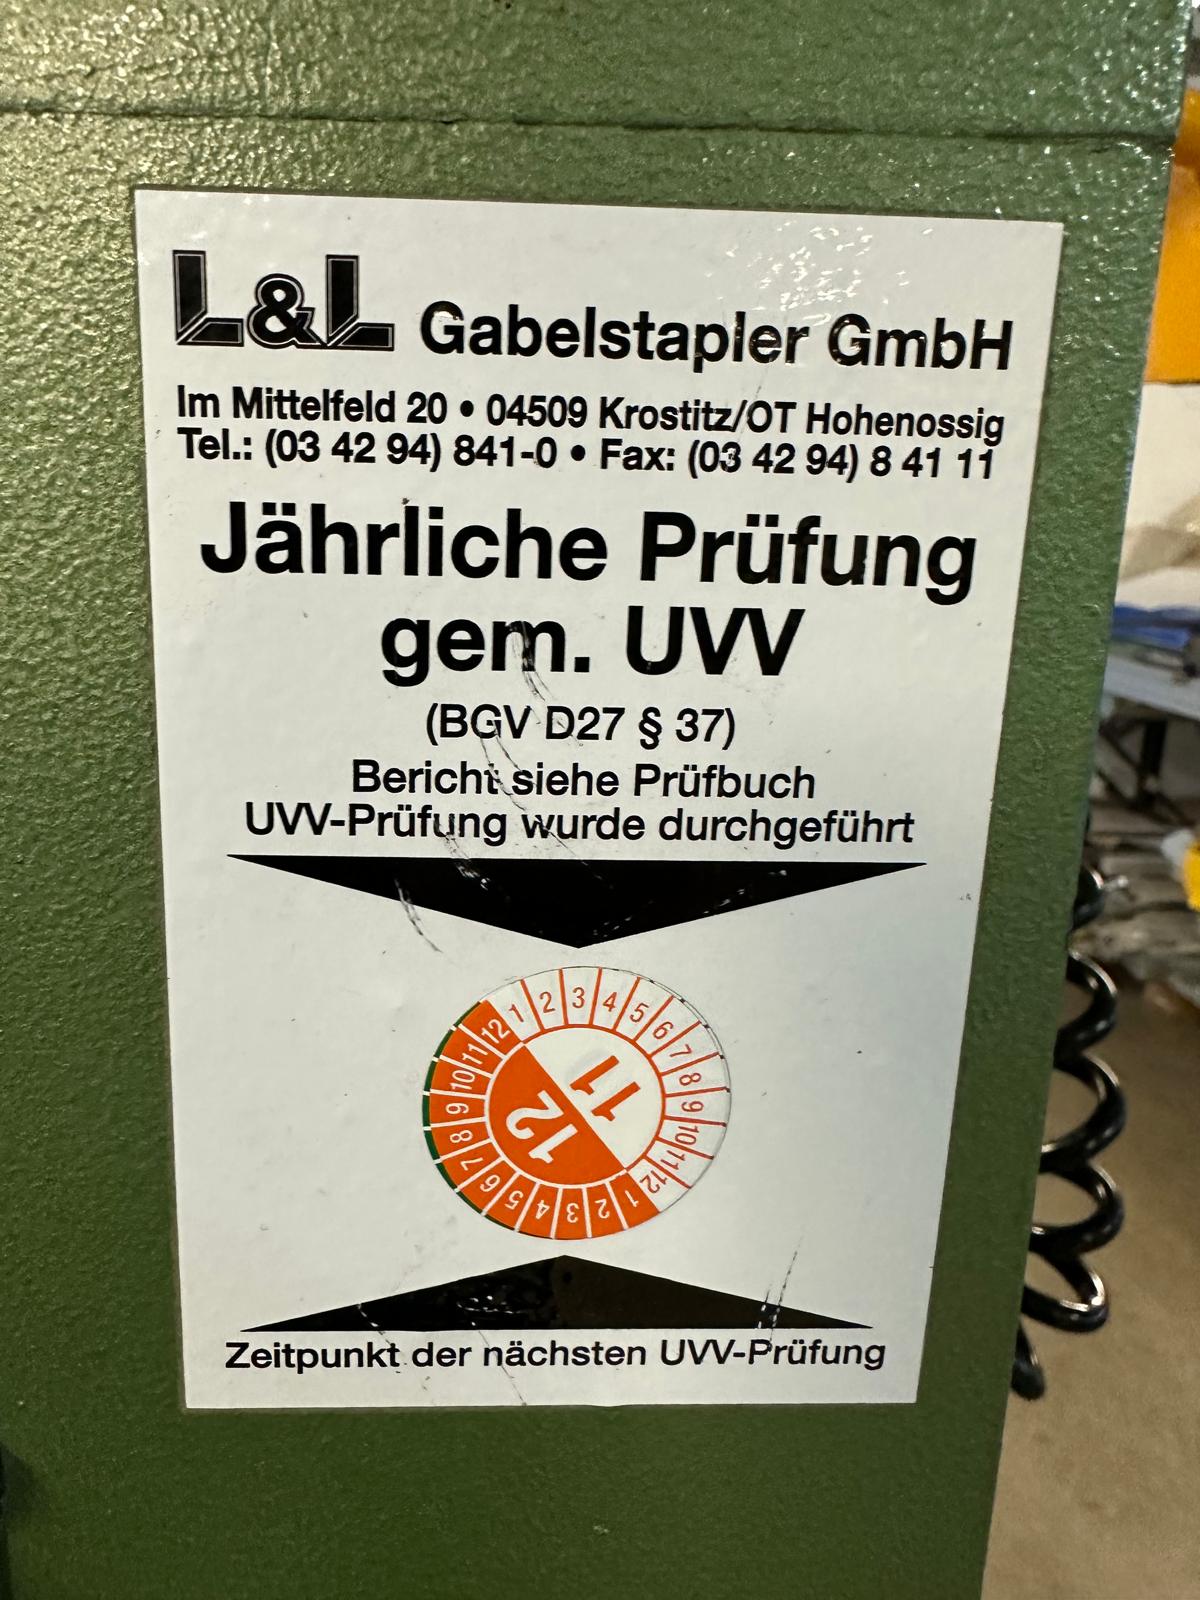 L&L Gabelstapler GmbH
Im Mittelfeld 20 • 04509 Krostitz/OT Hohenossig
Tel.: (03 42 94) 841-0 • Fax: (03 42 94) 8 41 11
Jährliche Prüfung
gem. UVV
(BGV D27 § 37)
Bericht siehe Prüfbuch
UVV-Prüfung wurde durchgeführt
1 2 3 4 5 6 7 8 9 10 11 12
11
12
1 2 3 4 5 6 7 8 9 10 11 12
Zeitpunkt der nächsten UVV-Prüfung